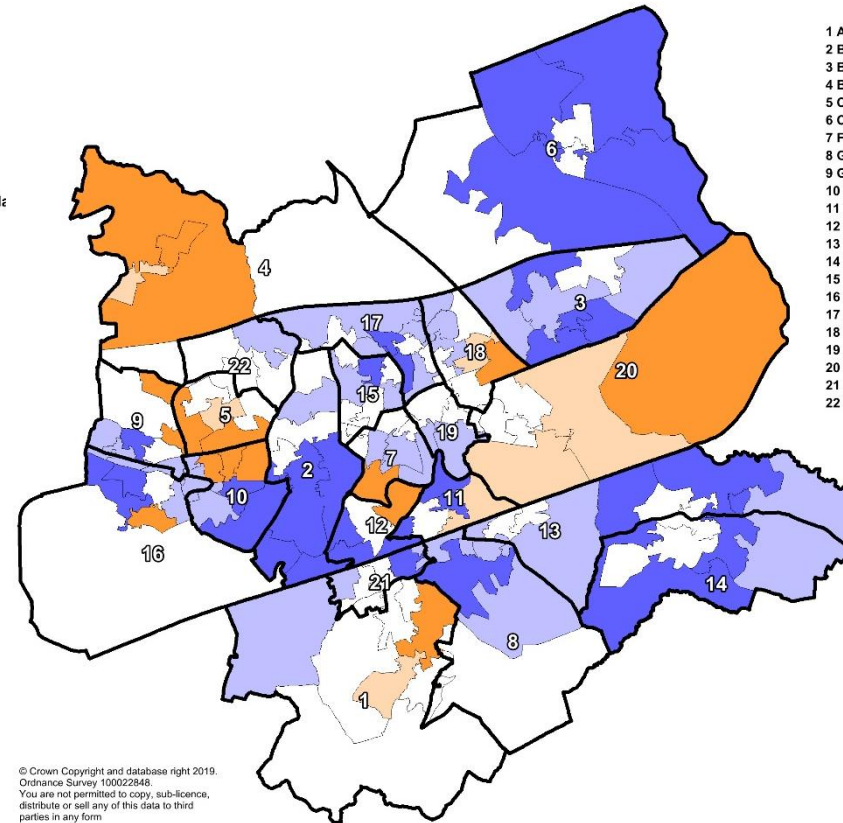 1 A
2 B
3 B
4 B
5 C
6 C
7 F
8 G
9 G
10
11
12
13
14
15
16
17
18
19
20
21
22
6
4
3
17
18
22
20
15
5
9
19
7
2
11
10
12
13
16
21
14
8
1
© Crown Copyright and database right 2019.
Ordnance Survey 100022848.
You are not permitted to copy, sub-licence,
distribute or sell any of this data to third
parties in any form